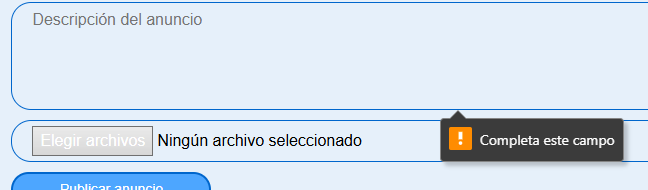 Descripción del anuncio
Elegir archivos Ningún archivo seleccionado
Completa este campo
Publicar anuncio